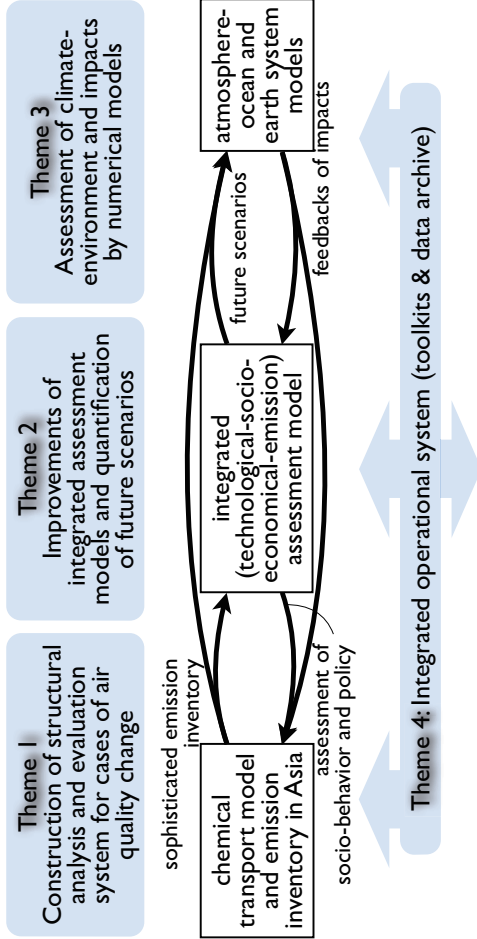 Theme 1
Construction of structural
analysis and evaluation
system for cases of air
quality change
Theme 2
Improvements of
integrated assessment
models and quantification
of future scenarios
Theme 3
Assessment of climate-
environment and impacts
by numerical models
sophisticated emission
inventory
future scenarios
chemical
transport model
and emission
inventory in Asia
integrated
(technological-socio-
economical-emission)
assessment model
atmosphere-
ocean and
earth system
models
assessment of
socio-behavior and policy
feedbacks of impacts
Theme 4: Integrated operational system (toolkits & data archive)